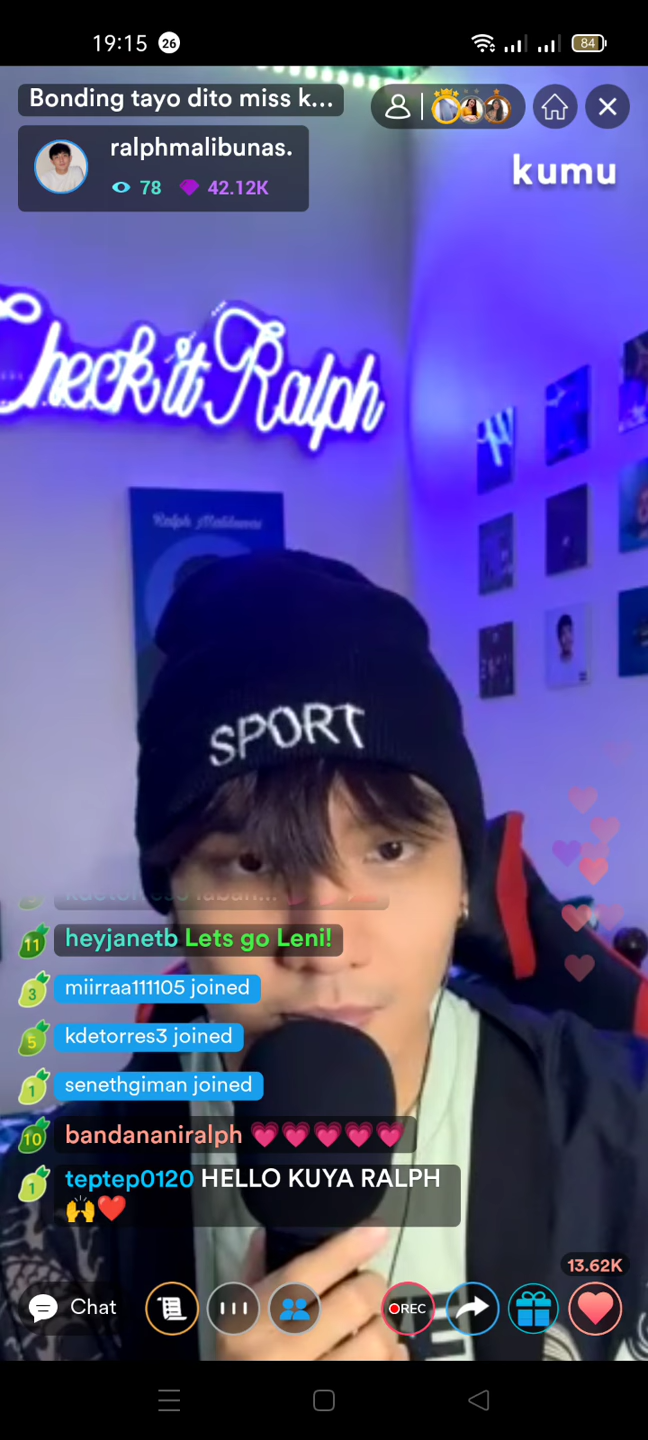 19:15 26 84
Bonding tayo dito miss k...
ralphmalibunas.
78 42.12K
kumu
Check it Ralph
Ralph Malibunas
SPORT
11 heyjanetb Lets go Leni!
3 miirraa111105 joined
5 kdetorres3 joined
1 senethgiman joined
10 bandananiralph 💗💗💗💗💗
1 teptep0120 HELLO KUYA RALPH
🙌❤️
13.62K
Chat
REC